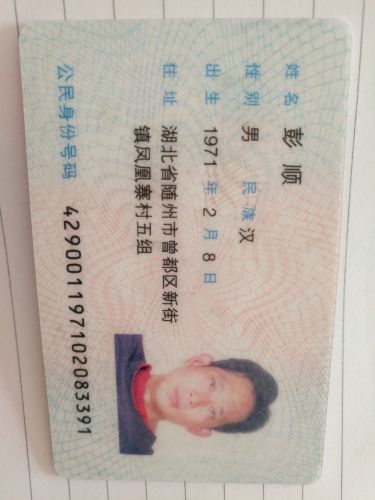 姓名 彭顺
性别 男 民族 汉
出生 1971 年 2 月 8 日
住址 湖北省随州市曾都区新街
镇凤凰寨村五组
公民身份号码 429001197102083391